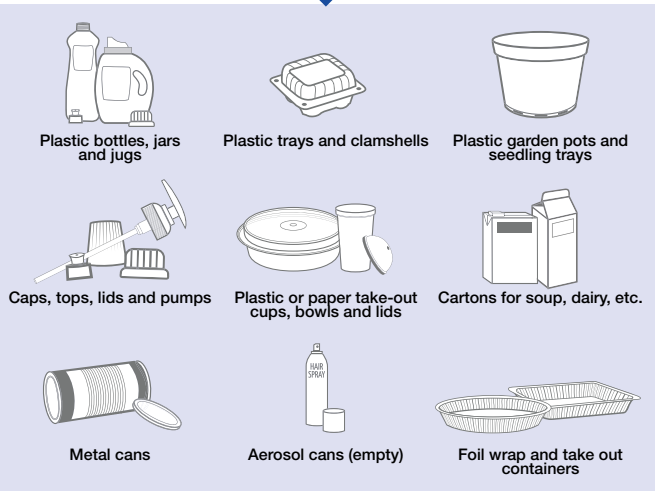 Plastic bottles, jars
and jugs
Plastic trays and clamshells
Plastic garden pots and
seedling trays
Caps, tops, lids and pumps
Plastic or paper take-out
cups, bowls and lids
Cartons for soup, dairy, etc.
HAIR
SPRAY
Metal cans
Aerosol cans (empty)
Foil wrap and take out
containers